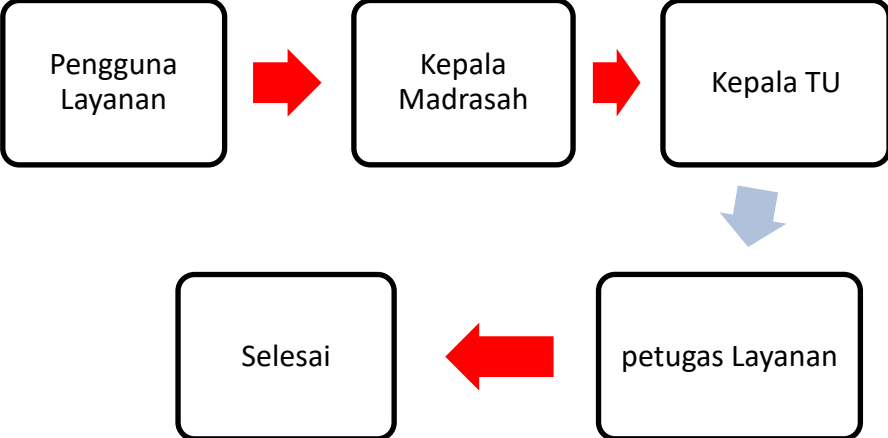 Pengguna
Layanan
Kepala
Madrasah
Kepala TU
petugas Layanan
Selesai